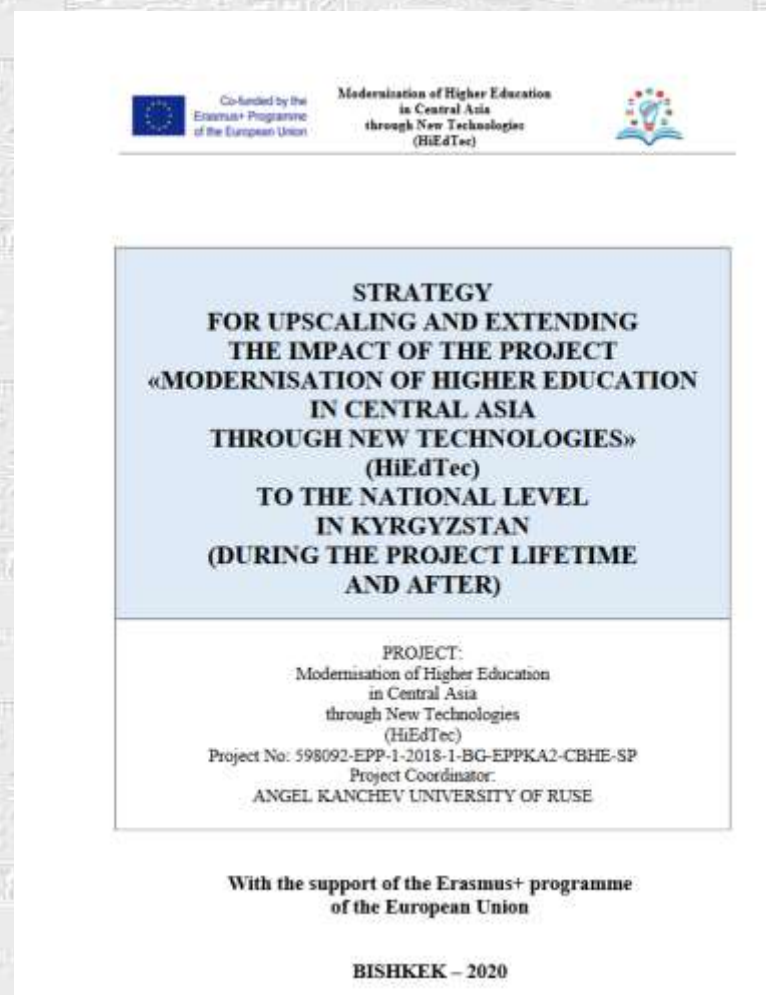 Co-funded by the
Erasmus+ Programme
of the European Union
Modernisation of Higher Education
in Central Asia
through New Technologies
(HiEdTec)
STRATEGY
FOR UPSCALING AND EXTENDING
THE IMPACT OF THE PROJECT
«MODERNISATION OF HIGHER EDUCATION
IN CENTRAL ASIA
THROUGH NEW TECHNOLOGIES»
(HiEdTec)
TO THE NATIONAL LEVEL
IN KYRGYZSTAN
(DURING THE PROJECT LIFETIME
AND AFTER)
PROJECT:
Modernisation of Higher Education
in Central Asia
through New Technologies
(HiEdTec)
Project No: 598092-EPP-1-2018-1-BG-EPPKA2-CBHE-SP
Project Coordinator:
ANGEL KANCHEV UNIVERSITY OF RUSE
With the support of the Erasmus+ programme
of the European Union
BISHKEK – 2020